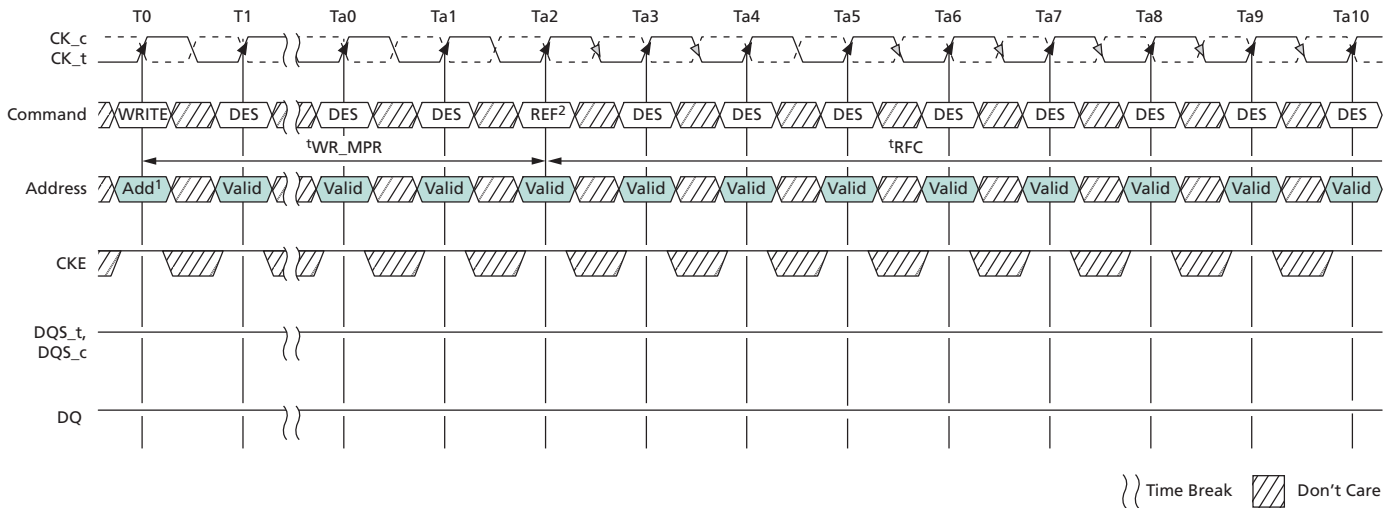 T0 T1 Ta0 Ta1 Ta2 Ta3 Ta4 Ta5 Ta6 Ta7 Ta8 Ta9 Ta10
CK_c
CK_t
Command WRITE DES DES DES REF² DES DES DES DES DES DES DES DES
tWR_MPR tRFC
Address Add¹ Valid Valid Valid Valid Valid Valid Valid Valid Valid Valid Valid Valid
CKE
DQS_t,
DQS_c
DQ
Time Break Don't Care